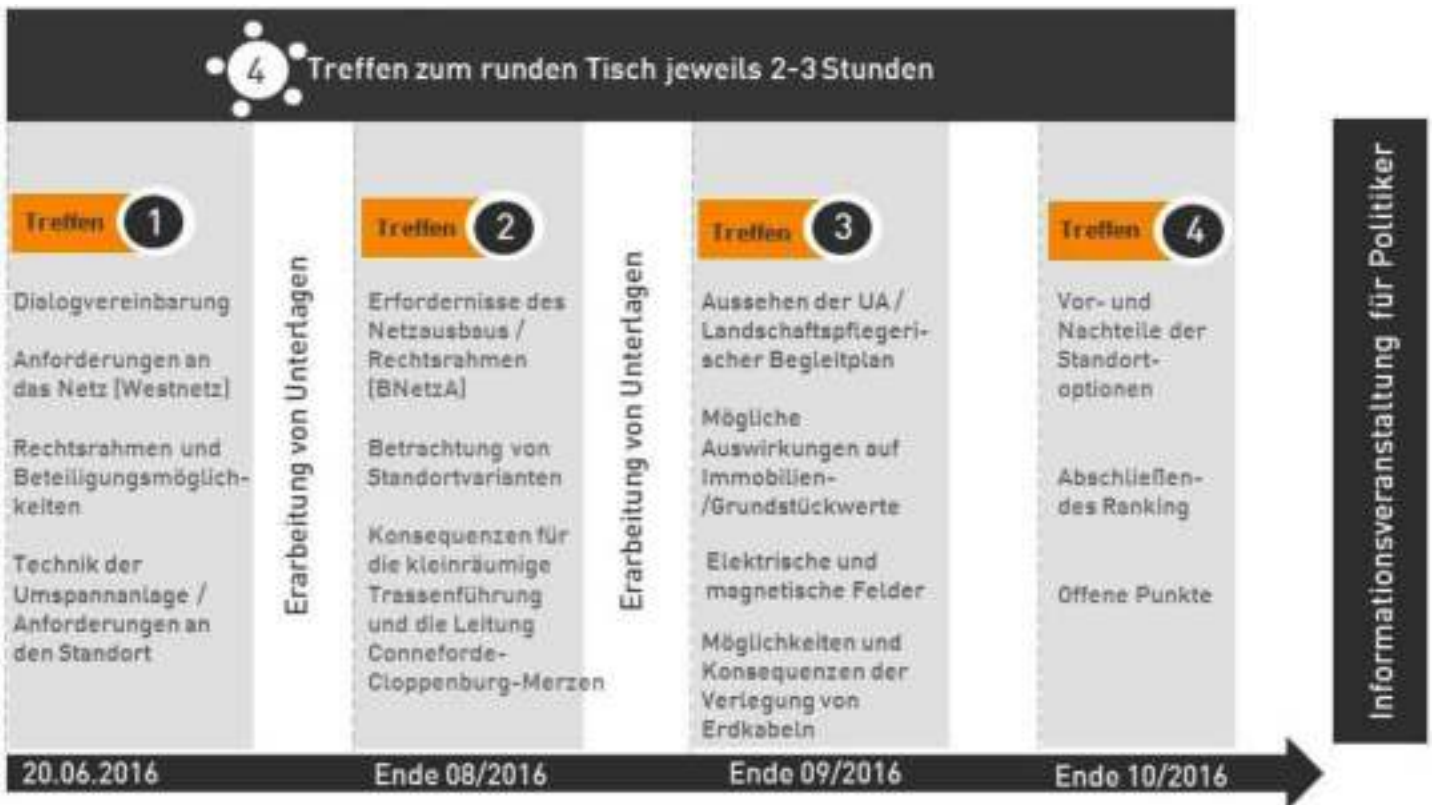 4 Treffen zum runden Tisch jeweils 2-3 Stunden
Treffen 1
Dialogvereinbarung
Anforderungen an
das Netz (Westnetz)
Rechtsrahmen und
Beteiligungsmöglich-
keiten
Technik der
Umspannanlage /
Anforderungen an
den Standort
20.06.2016
Erarbeitung von Unterlagen
Treffen 2
Erfordernisse des
Netzausbaus /
Rechtsrahmen
(BNetzA)
Betrachtung von
Standortvarianten
Konsequenzen für
die kleinräumige
Trassenführung
und die Leitung
Conneforde-
Cloppenburg-Merzen
Ende 08/2016
Erarbeitung von Unterlagen
Treffen 3
Aussehen der UA /
Landschaftspflegeri-
scher Begleitplan
Mögliche
Auswirkungen auf
Immobilien-
/Grundstückwerte
Elektrische und
magnetische Felder
Möglichkeiten und
Konsequenzen der
Verlegung von
Erdkabeln
Ende 09/2016
Treffen 4
Vor- und
Nachteile der
Standort-
optionen
Abschließen-
des Ranking
Offene Punkte
Ende 10/2016
Informationsveranstaltung für Politiker